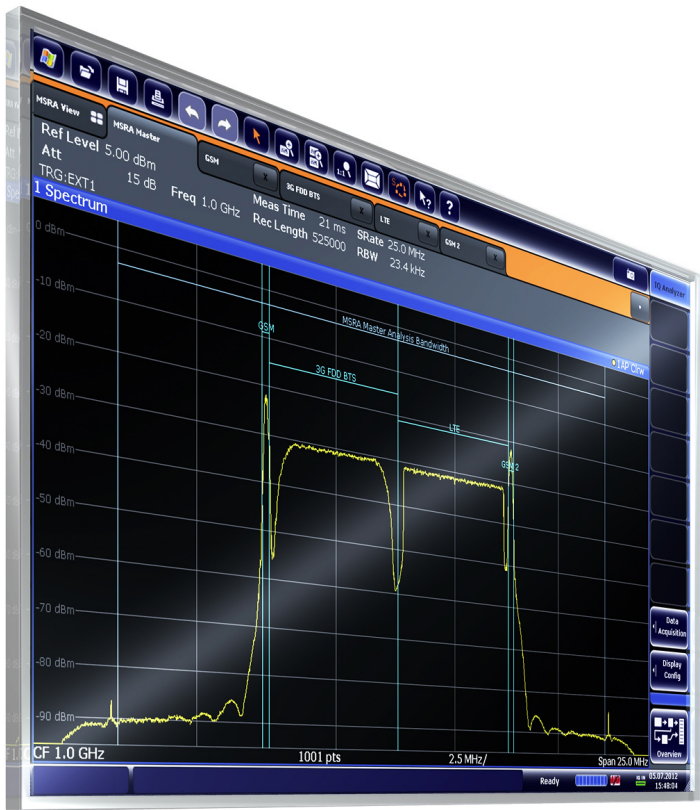 MSRA View
MSRA Master
GSM
X
3G FDD BTS
X
LTE
X
GSM 2
X
1:1
?
?
Ref Level 5.00 dBm
Att 15 dB
TRG:EXT1
Freq 1.0 GHz
Meas Time 21 ms
Rec Length 525000
SRate 25.0 MHz
RBW 23.4 kHz
1 Spectrum
1AP Clrw
IQ Analyzer
0 dBm
-10 dBm
-20 dBm
-30 dBm
-40 dBm
-50 dBm
-60 dBm
-70 dBm
-80 dBm
-90 dBm
MSRA Master Analysis Bandwidth
GSM
3G FDD BTS
LTE
GSM 2
Data
Acquisition
Display
Config
Overview
CF 1.0 GHz
1001 pts
2.5 MHz/
Span 25.0 MHz
Ready
05.07.2012
15:48:04